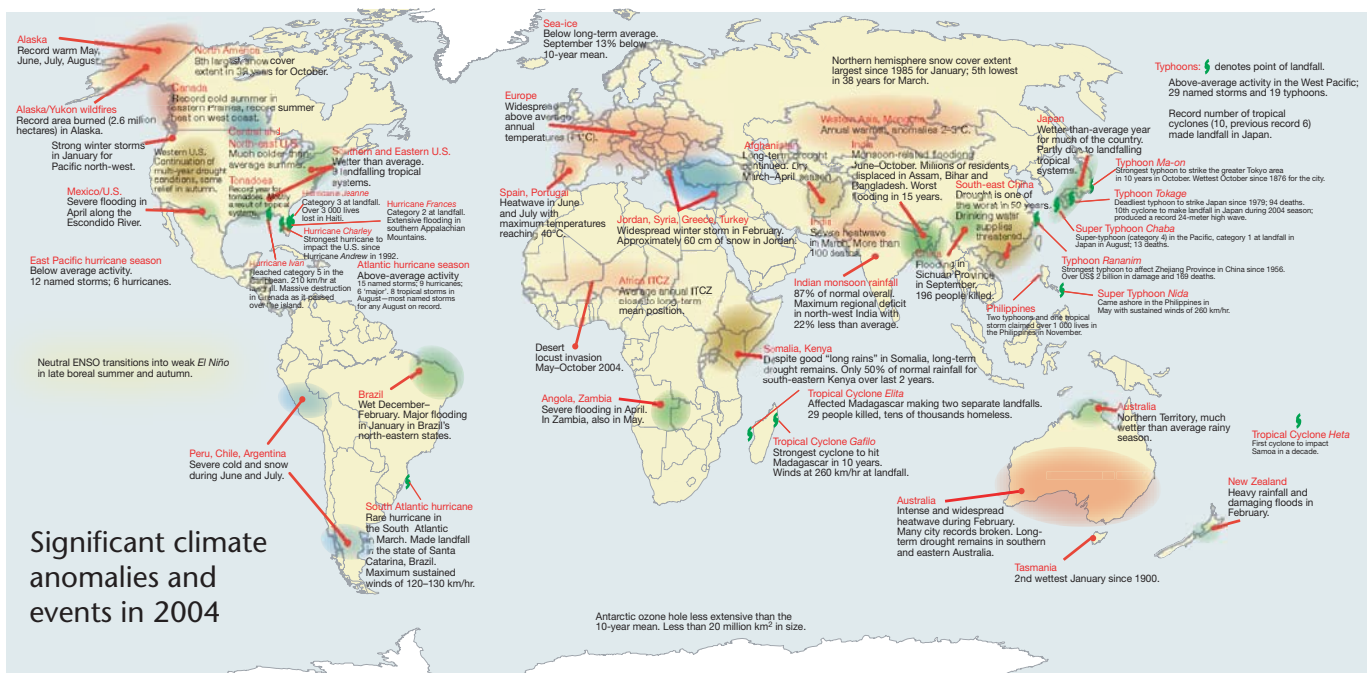 Alaska
Record warm May,
June, July, August.
North America
8th largest snow cover
extent in 38 years for October.
Canada
Record cold summer in
eastern Prairies, record summer
heat on west coast.
Alaska/Yukon wildfires
Record area burned (2.6 million
hectares) in Alaska.
Strong winter storms
in January for
Pacific north-west.
Western U.S.
Continuation of
multi-year drought
conditions, some
relief in autumn.
Central and
North-east U.S.
Much colder than
average summer.
Tornadoes
Record year for
tornadoes. Mostly
a result of tropical
systems.
Southern and Eastern U.S.
Wetter than average.
9 landfalling tropical
systems.
Mexico/U.S.
Severe flooding in
April along the
Escondido River.
Hurricane Jeanne
Category 3 at landfall.
Over 3 000 lives
lost in Haiti.
Hurricane Frances
Category 2 at landfall.
Extensive flooding in
southern Appalachian
Mountains.
Hurricane Charley
Strongest hurricane to
impact the U.S. since
Hurricane Andrew in 1992.
Hurricane Ivan
Reached category 5 in the
Caribbean. 210 km/hr at
landfall. Massive destruction
in Grenada as it passed
over the island.
East Pacific hurricane season
Below average activity.
12 named storms; 6 hurricanes.
Atlantic hurricane season
Above-average activity
15 named storms; 9 hurricanes;
6 'major'. 8 tropical storms in
August—most named storms
for any August on record.
Neutral ENSO transitions into weak El Niño
in late boreal summer and autumn.
Brazil
Wet December–
February. Major flooding
in January in Brazil's
north-eastern states.
Peru, Chile, Argentina
Severe cold and snow
during June and July.
South Atlantic hurricane
Rare hurricane in
the South Atlantic
in March. Made landfall
in the state of Santa
Catarina, Brazil.
Maximum sustained
winds of 120–130 km/hr.
Significant climate
anomalies and
events in 2004
Sea-ice
Below long-term average.
September 13% below
10-year mean.
Europe
Widespread
above average
annual
temperatures (+1°C).
Spain, Portugal
Heatwave in June
and July with
maximum temperatures
reaching 40°C.
Jordan, Syria, Greece, Turkey
Widespread winter storm in February.
Approximately 60 cm of snow in Jordan.
Africa ITCZ
Average annual ITCZ
close to long-term
mean position.
Desert
locust invasion
May–October 2004.
Angola, Zambia
Severe flooding in April.
In Zambia, also in May.
Somalia, Kenya
Despite good "long rains" in Somalia, long-term
drought remains. Only 50% of normal rainfall for
south-eastern Kenya over last 2 years.
Tropical Cyclone Elita
Affected Madagascar making two separate landfalls.
29 people killed, tens of thousands homeless.
Tropical Cyclone Gafilo
Strongest cyclone to hit
Madagascar in 10 years.
Winds at 260 km/hr at landfall.
Northern hemisphere snow cover extent
largest since 1985 for January; 5th lowest
in 38 years for March.
Western Asia, Mongolia
Annual warmth, anomalies 2–3°C.
Afghanistan
Long-term drought
continued. Dry
March–April season.
India
Monsoon-related flooding
June–October. Millions of residents
displaced in Assam, Bihar and
Bangladesh. Worst
flooding in 15 years.
India
Severe heatwave
in March. More than
100 deaths.
Indian monsoon rainfall
87% of normal overall.
Maximum regional deficit
in north-west India with
22% less than average.
South-east China
Drought is one of
the worst in 50 years.
Drinking water
supplies
threatened.
China
Flooding in
Sichuan Province
in September.
196 people killed.
Japan
Wetter-than-average year
for much of the country.
Partly due to landfalling
tropical
systems.
Typhoons: denotes point of landfall.
Above-average activity in the West Pacific;
29 named storms and 19 typhoons.
Record number of tropical
cyclones (10, previous record 6)
made landfall in Japan.
Typhoon Ma-on
Strongest typhoon to strike the greater Tokyo area
in 10 years in October. Wettest October since 1876 for the city.
Typhoon Tokage
Deadliest typhoon to strike Japan since 1979; 94 deaths.
10th cyclone to make landfall in Japan during 2004 season;
produced a record 24-meter high wave.
Super Typhoon Chaba
Super-typhoon (category 4) in the Pacific, category 1 at landfall in
Japan in August; 13 deaths.
Typhoon Rananim
Strongest typhoon to affect Zhejiang Province in China since 1956.
Over US$ 2 billion in damage and 169 deaths.
Super Typhoon Nida
Came ashore in the Philippines in
May with sustained winds of 260 km/hr.
Philippines
Two typhoons and one tropical
storm claimed over 1 000 lives in
the Philippines in November.
Australia
Northern Territory, much
wetter than average rainy
season.
Tropical Cyclone Heta
First cyclone to impact
Samoa in a decade.
New Zealand
Heavy rainfall and
damaging floods in
February.
Australia
Intense and widespread
heatwave during February.
Many city records broken. Long-
term drought remains in southern
and eastern Australia.
Tasmania
2nd wettest January since 1900.
Antarctic ozone hole less extensive than the
10-year mean. Less than 20 million km² in size.